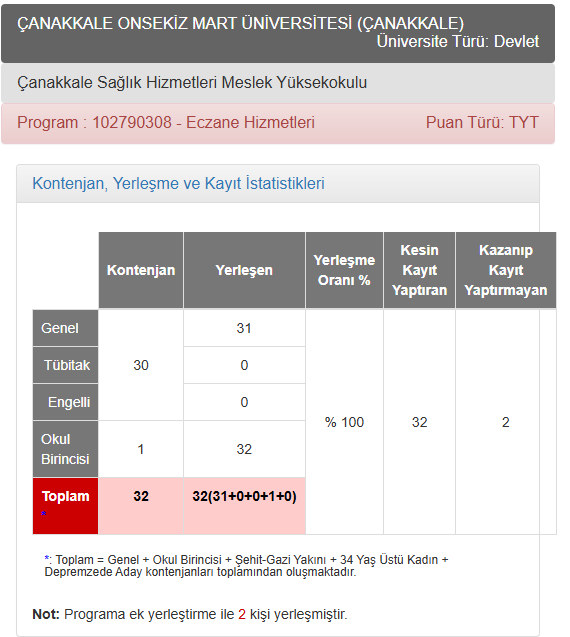 ÇANAKKALE ONSEKİZ MART ÜNİVERSİTESİ (ÇANAKKALE)
Üniversite Türü: Devlet
Çanakkale Sağlık Hizmetleri Meslek Yüksekokulu
Program : 102790308 - Eczane Hizmetleri Puan Türü: TYT
Kontenjan, Yerleşme ve Kayıt İstatistikleri
Kontenjan Yerleşen Yerleşme Oranı % Kesin Kayıt Yaptıran Kazanıp Kayıt Yaptırmayan
Genel 31
Tübitak 30 0
Engelli 0
% 100 32 2
Okul Birincisi 1 32
Toplam * 32 32(31+0+0+1+0)
*: Toplam = Genel + Okul Birincisi + Şehit-Gazi Yakını + 34 Yaş Üstü Kadın +
Depremzede Aday kontenjanları toplamından oluşmaktadır.
Not: Programa ek yerleştirme ile 2 kişi yerleşmiştir.